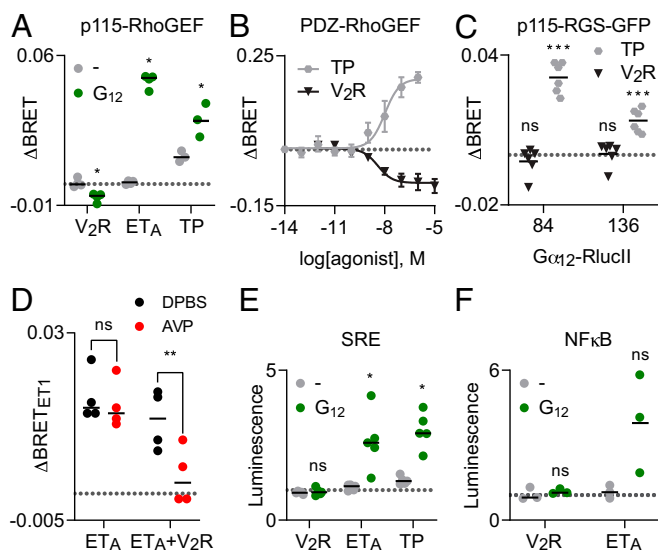 A p115-RhoGEF
0.06
-0.01
ΔBRET
-
G12
*
*
*
V2R ETA TP
B PDZ-RhoGEF
0.25
-0.15
ΔBRET
TP
V2R
-14 -11 -8 -5
log[agonist], M
C p115-RGS-GFP
0.04
-0.02
ΔBRET
TP
V2R
***
***
ns
ns
84 136
Gα12-RlucII
D
DPBS
AVP
0.03
-0.005
ΔBRETET1
ns
**
ETA ETA+V2R
E SRE
5
0
Luminescence
-
G12
ns
*
*
V2R ETA TP
F NFκB
6
0
Luminescence
-
G12
ns
ns
V2R ETA